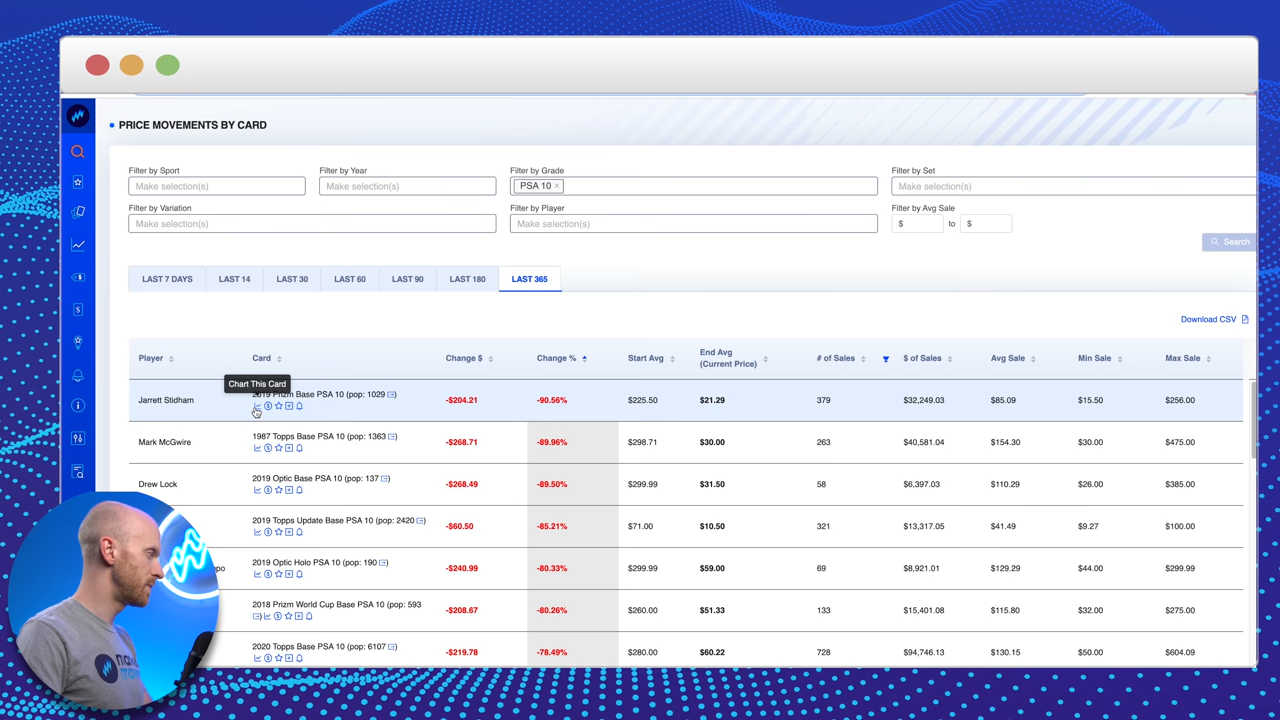 PRICE MOVEMENTS BY CARD
Filter by Sport Filter by Year Filter by Grade Filter by Set
Make selection(s) Make selection(s) PSA 10 × Make selection(s)
Filter by Variation Filter by Player Filter by Avg Sale
Make selection(s) Make selection(s) $ to $
Search
LAST 7 DAYS LAST 14 LAST 30 LAST 60 LAST 90 LAST 180 LAST 365
Download CSV
Player Card Change $ Change % Start Avg End Avg (Current Price) # of Sales $ of Sales Avg Sale Min Sale Max Sale
Chart This Card
Jarrett Stidham 2019 Prizm Base PSA 10 (pop: 1029 -$204.21 -90.56% $225.50 $21.29 379 $32,249.03 $85.09 $15.50 $256.00
Mark McGwire 1987 Topps Base PSA 10 (pop: 1363 ) -$268.71 -89.96% $298.71 $30.00 263 $40,581.04 $154.30 $30.00 $475.00
Drew Lock 2019 Optic Base PSA 10 (pop: 137 ) -$268.49 -89.50% $299.99 $31.50 58 $6,397.03 $110.29 $26.00 $385.00
2019 Topps Update Base PSA 10 (pop: 2420 ) -$60.50 -85.21% $71.00 $10.50 321 $13,317.05 $41.49 $9.27 $100.00
2019 Optic Holo PSA 10 (pop: 190 ) -$240.99 -80.33% $299.99 $59.00 69 $8,921.01 $129.29 $44.00 $299.99
2018 Prizm World Cup Base PSA 10 (pop: 593 ) -$208.67 -80.26% $260.00 $51.33 133 $15,401.08 $115.80 $32.00 $275.00
2020 Topps Base PSA 10 (pop: 6107 ) -$219.78 -78.49% $280.00 $60.22 728 $94,746.13 $130.15 $50.00 $604.09